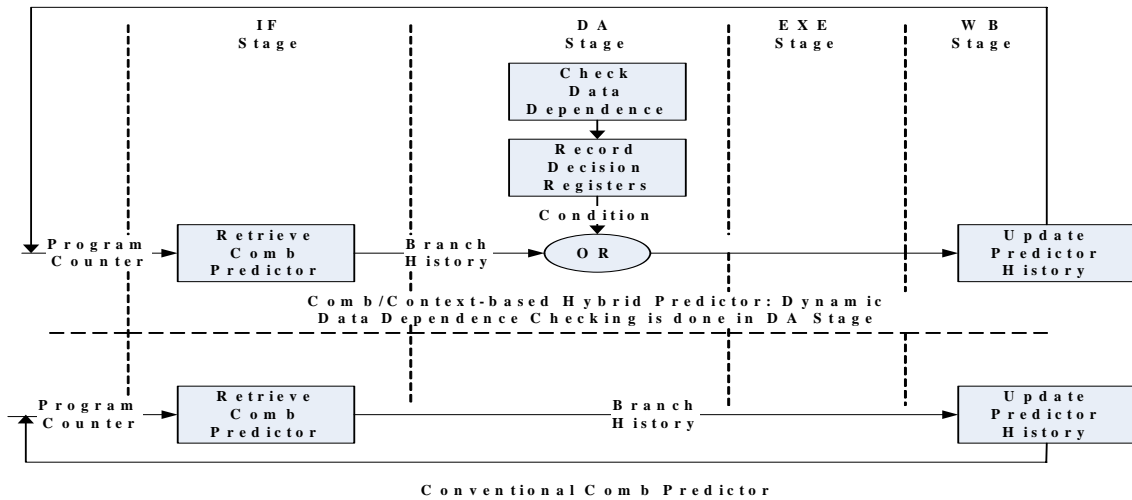 IF
Stage
DA
Stage
EXE
Stage
WB
Stage
Check
Data
Dependence
Record
Decision
Registers
Condition
Program
Counter
Retrieve
Comb
Predictor
Branch
History
OR
Update
Predictor
History
Comb/Context-based Hybrid Predictor: Dynamic
Data Dependence Checking is done in DA Stage
Program
Counter
Retrieve
Comb
Predictor
Branch
History
Update
Predictor
History
Conventional Comb Predictor